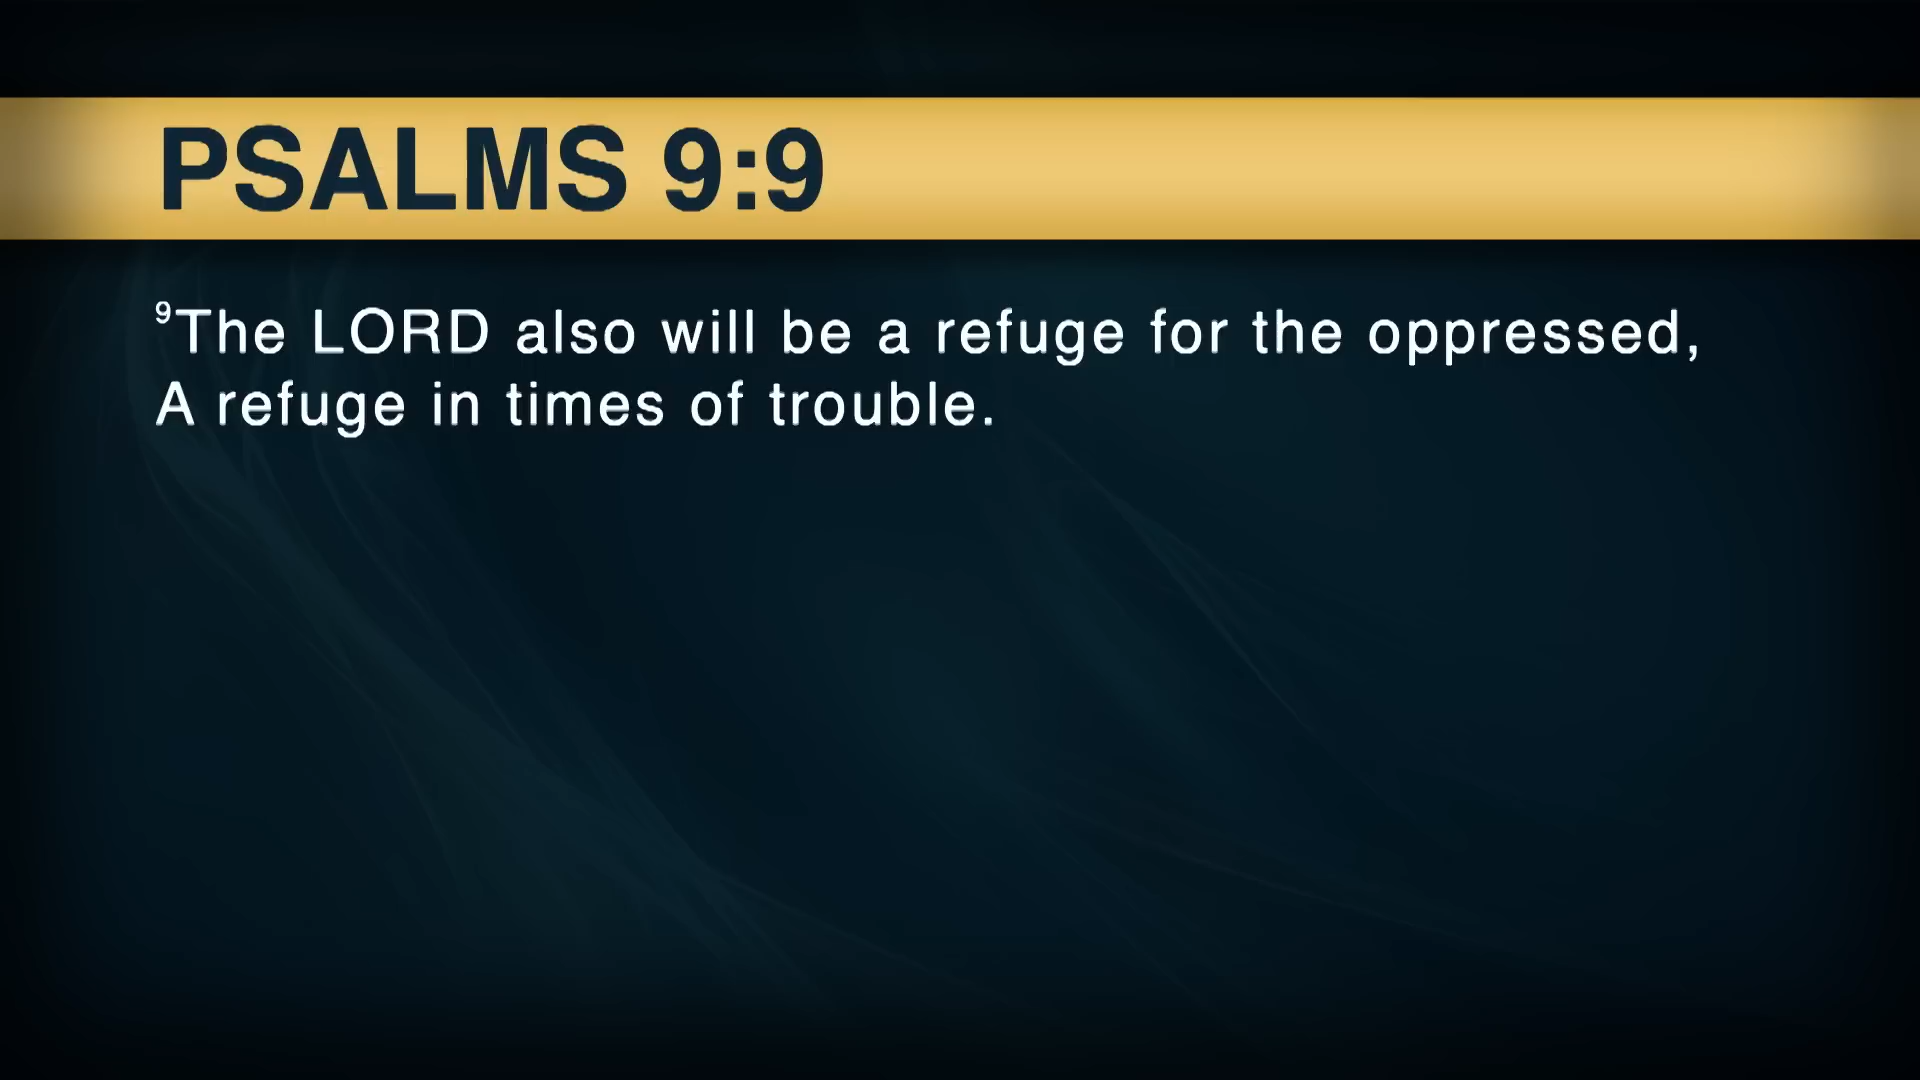 PSALMS 9:9
⁹The LORD also will be a refuge for the oppressed,
A refuge in times of trouble.